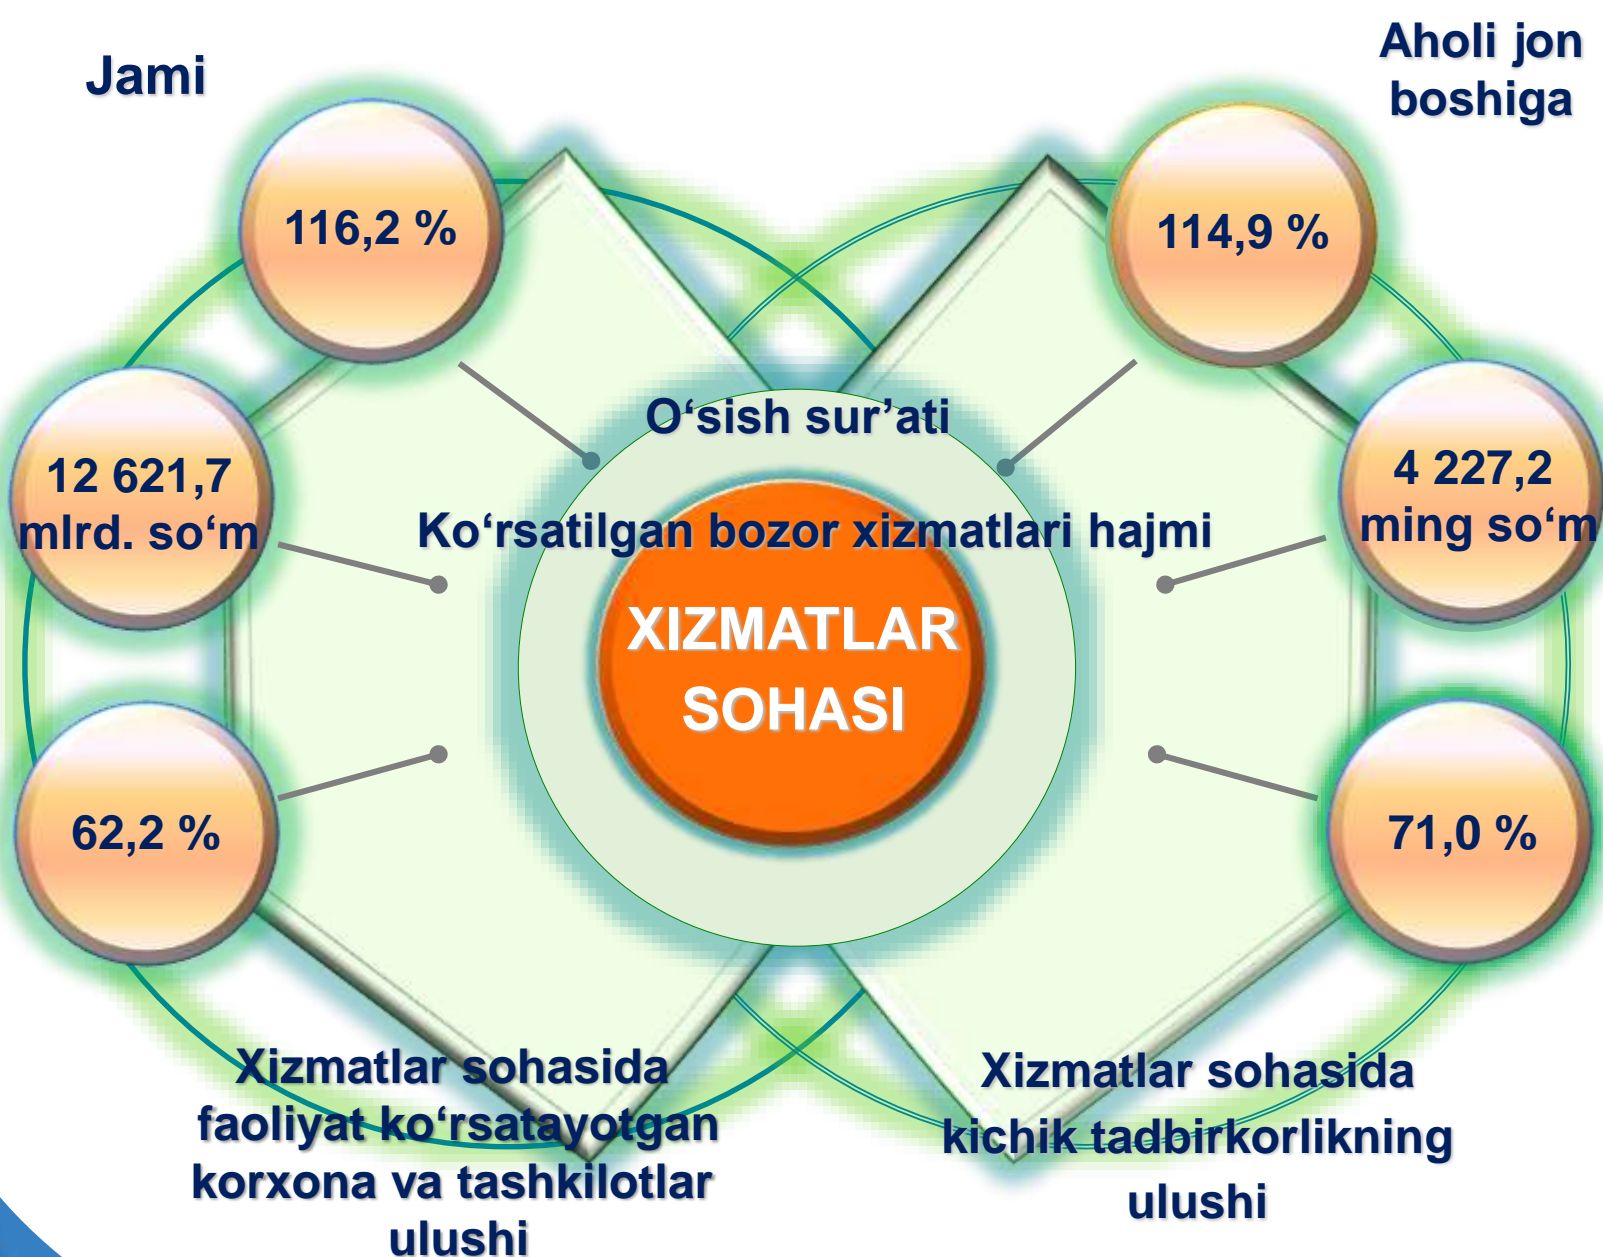 Jami
Aholi jon
boshiga
116,2 %
114,9 %
O‘sish sur’ati
12 621,7
mlrd. so‘m
4 227,2
ming so‘m
Ko‘rsatilgan bozor xizmatlari hajmi
XIZMATLAR
SOHASI
62,2 %
71,0 %
Xizmatlar sohasida
faoliyat ko‘rsatayotgan
korxona va tashkilotlar
ulushi
Xizmatlar sohasida
kichik tadbirkorlikning
ulushi